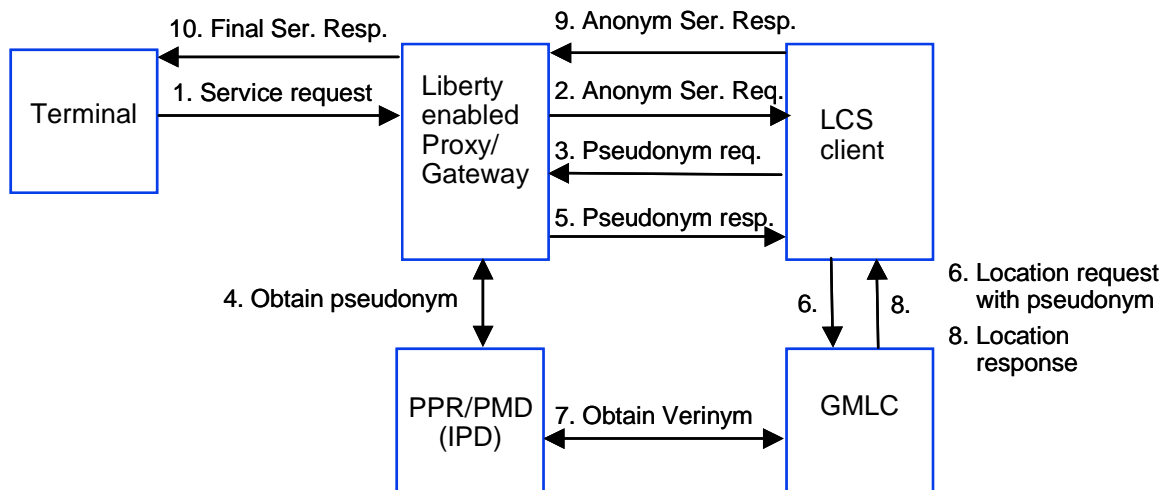 10. Final Ser. Resp.
9. Anonym Ser. Resp.
Terminal
1. Service request
Liberty
enabled
Proxy/
Gateway
2. Anonym Ser. Req.
LCS
client
3. Pseudonym req.
5. Pseudonym resp.
4. Obtain pseudonym
6.
8.
6. Location request
with pseudonym
8. Location
response
PPR/PMD
(IPD)
7. Obtain Verinym
GMLC